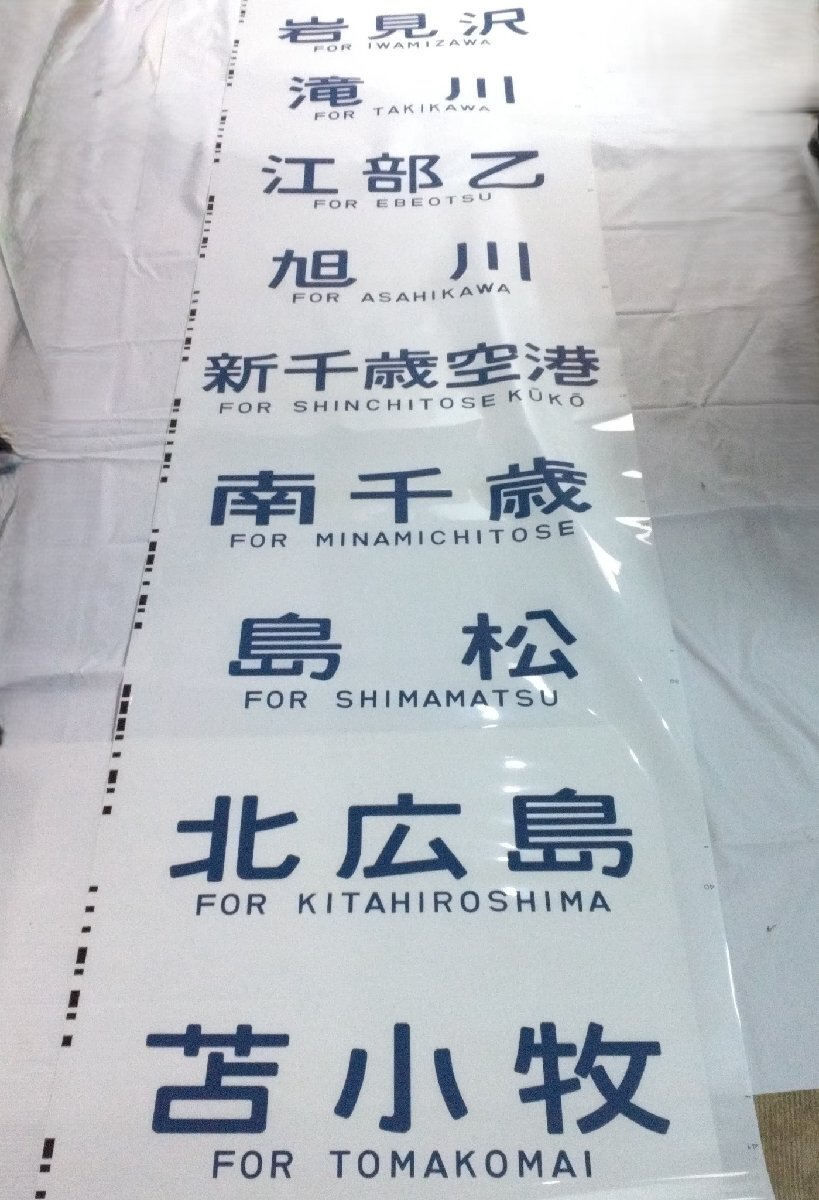 岩見沢
FOR IWAMIZAWA
滝川
FOR TAKIKAWA
江部乙
FOR EBEOTSU
旭川
FOR ASAHIKAWA
新千歳空港
FOR SHINCHITOSE KŪKŌ
南千歳
FOR MINAMICHITOSE
島松
FOR SHIMAMATSU
北広島
FOR KITAHIROSHIMA
苫小牧
FOR TOMAKOMAI